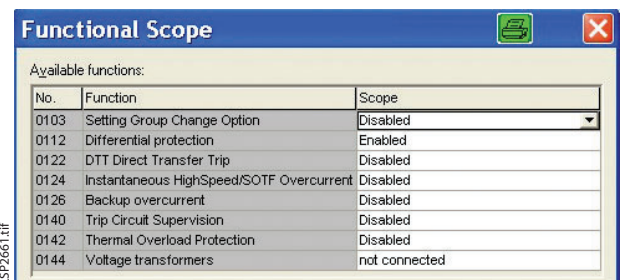 Functional Scope
Available functions:
No. Function Scope
0103 Setting Group Change Option Disabled
0112 Differential protection Enabled
0122 DTT Direct Transfer Trip Disabled
0124 Instantaneous HighSpeed/SOTF Overcurrent Disabled
0126 Backup overcurrent Disabled
0140 Trip Circuit Supervision Disabled
0142 Thermal Overload Protection Disabled
0144 Voltage transformers not connected
SP2661.tif